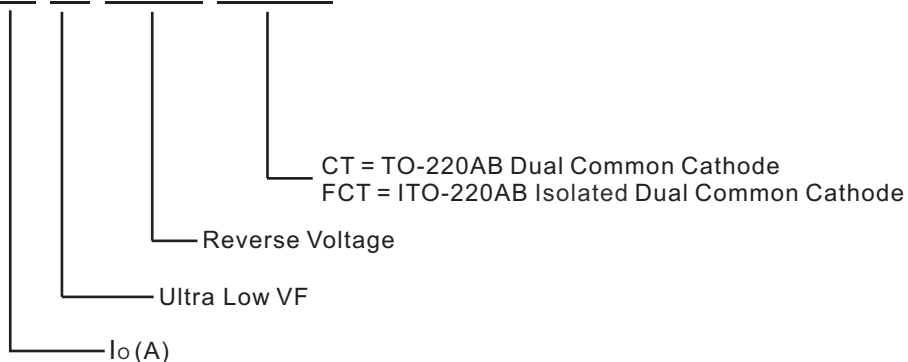 CT = TO-220AB Dual Common Cathode
FCT = ITO-220AB Isolated Dual Common Cathode
Reverse Voltage
Ultra Low VF
Io (A)